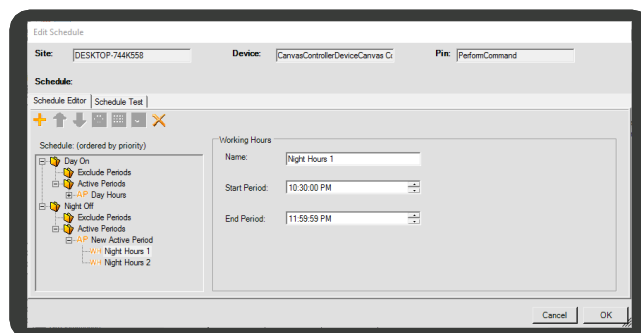 Edit Schedule
Site: DESKTOP-744K558 Device: CanvasControllerDeviceCanvas Cc Pin: PerformCommand
Schedule:
Schedule Editor Schedule Test
Schedule: (ordered by priority)
Day On
Exclude Periods
Active Periods
AP Day Hours
Night Off
Exclude Periods
Active Periods
AP New Active Period
WH Night Hours 1
WH Night Hours 2
Working Hours
Name: Night Hours 1
Start Period: 10:30:00 PM
End Period: 11:59:59 PM
Cancel OK